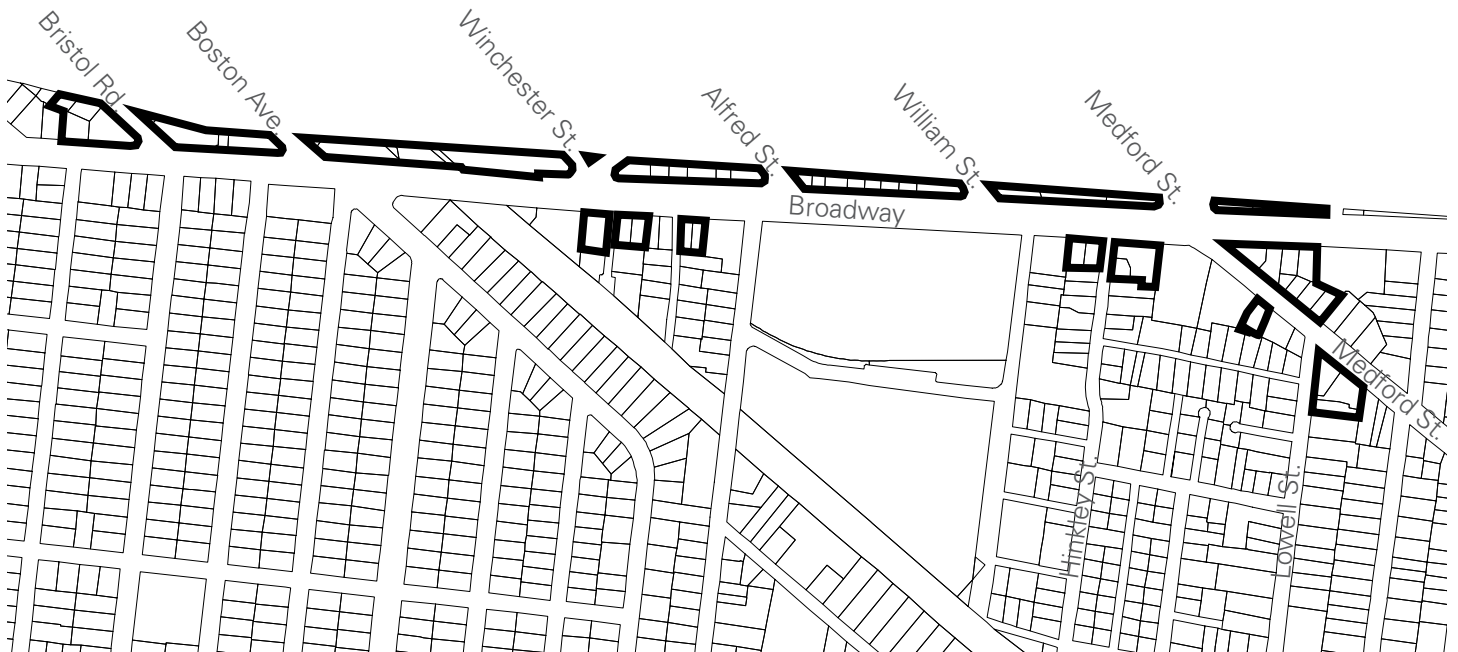 Bristol Rd.
Boston Ave.
Winchester St.
Alfred St.
William St.
Medford St.
Broadway
Medford St.
Hinkley St.
Lowell St.